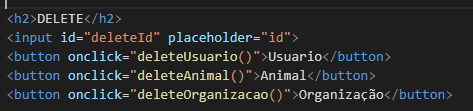 <h2>DELETE</h2>
<input id="deleteId" placeholder="id">
<button onclick="deleteUsuario()">Usuario</button>
<button onclick="deleteAnimal()">Animal</button>
<button onclick="deleteOrganizacao()">Organização</button>